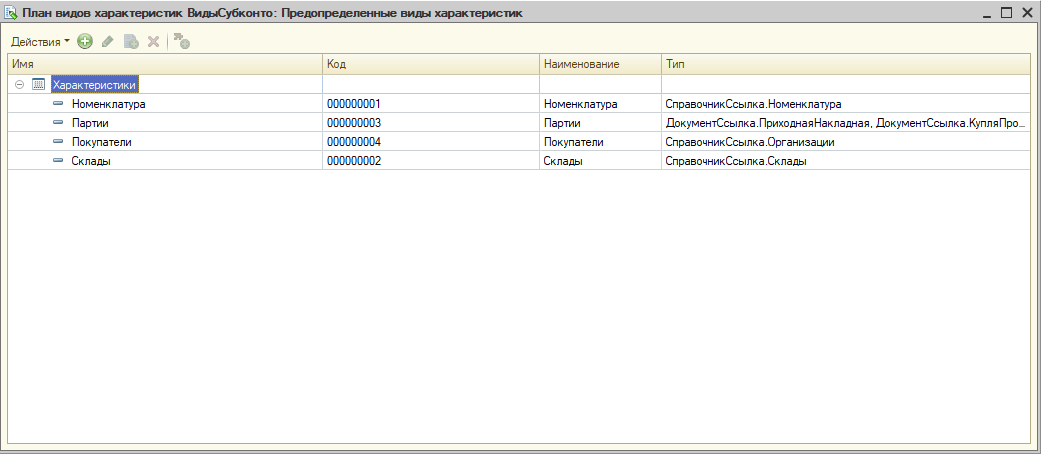 План видов характеристик ВидыСубконто: Предопределенные виды характеристик
Действия
Имя Код Наименование Тип
Характеристики
Номенклатура 000000001 Номенклатура СправочникСсылка.Номенклатура
Партии 000000003 Партии ДокументСсылка.ПриходнаяНакладная, ДокументСсылка.КупляПро...
Покупатели 000000004 Покупатели СправочникСсылка.Организации
Склады 000000002 Склады СправочникСсылка.Склады